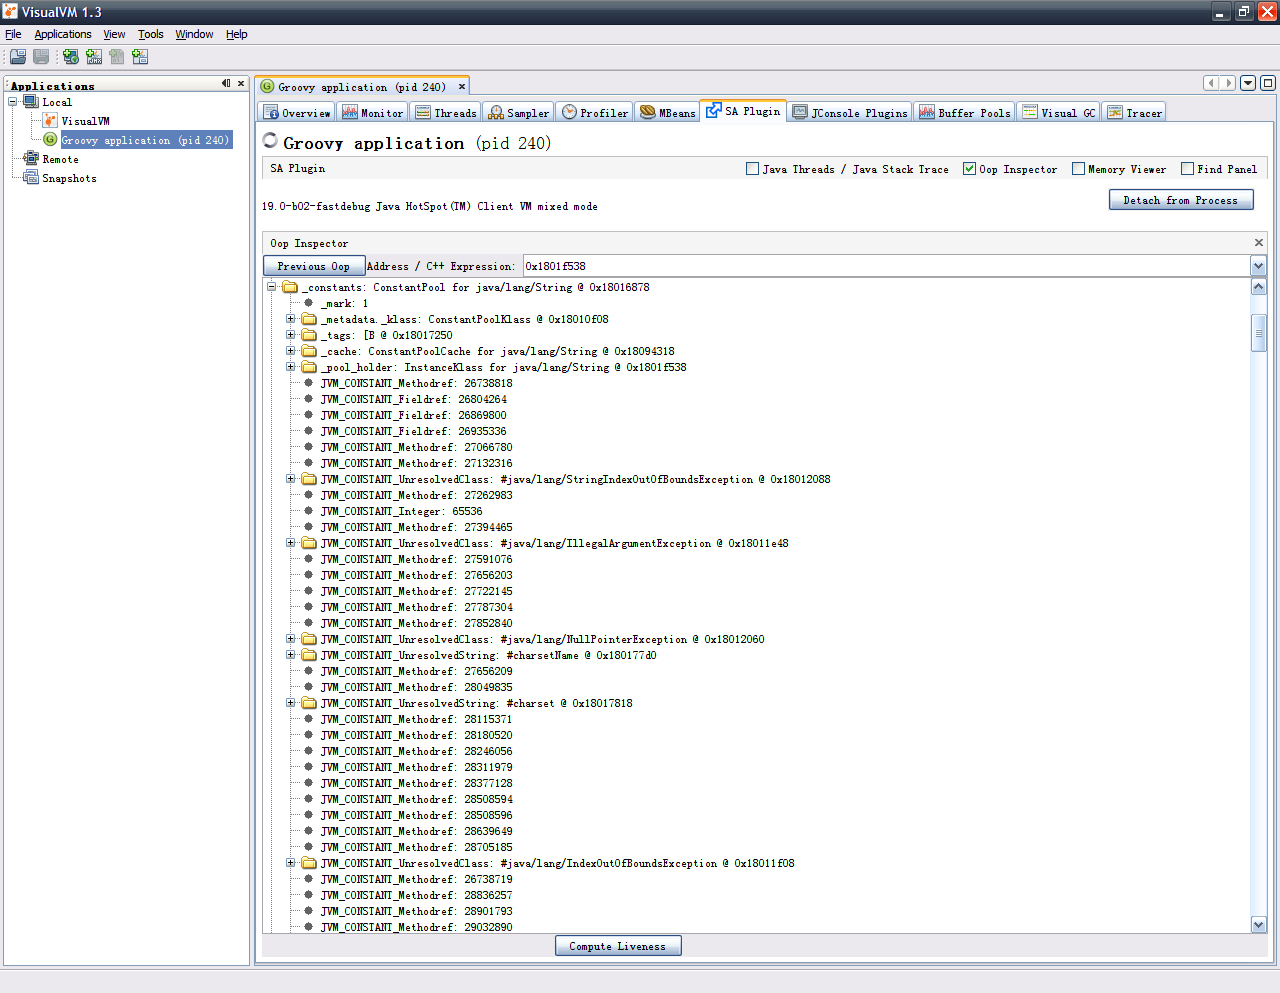 VisualVM 1.3
File Applications View Tools Window Help
Applications
Local
VisualVM
Groovy application (pid 240)
Remote
Snapshots
Groovy application (pid 240)
Overview Monitor Threads Sampler Profiler MBeans SA Plugin JConsole Plugins Buffer Pools Visual GC Tracer
Groovy application (pid 240)
SA Plugin Java Threads / Java Stack Trace Oop Inspector Memory Viewer Find Panel
19.0-b02-fastdebug Java HotSpot(TM) Client VM mixed mode
Detach from Process
Oop Inspector
Previous Oop Address / C++ Expression: 0x1801f538
_constants: ConstantPool for java/lang/String @ 0x18016878
_mark: 1
_metadata._klass: ConstantPoolKlass @ 0x18010f08
_tags: [B @ 0x18017250
_cache: ConstantPoolCache for java/lang/String @ 0x18094318
_pool_holder: InstanceKlass for java/lang/String @ 0x1801f538
JVM_CONSTANT_Methodref: 26738818
JVM_CONSTANT_Fieldref: 26804264
JVM_CONSTANT_Fieldref: 26869800
JVM_CONSTANT_Fieldref: 26935336
JVM_CONSTANT_Methodref: 27066780
JVM_CONSTANT_Methodref: 27132316
JVM_CONSTANT_UnresolvedClass: #java/lang/StringIndexOutOfBoundsException @ 0x18012088
JVM_CONSTANT_Methodref: 27262983
JVM_CONSTANT_Integer: 65536
JVM_CONSTANT_Methodref: 27394465
JVM_CONSTANT_UnresolvedClass: #java/lang/IllegalArgumentException @ 0x18011e48
JVM_CONSTANT_Methodref: 27591076
JVM_CONSTANT_Methodref: 27656203
JVM_CONSTANT_Methodref: 27722145
JVM_CONSTANT_Methodref: 27787304
JVM_CONSTANT_Methodref: 27852840
JVM_CONSTANT_UnresolvedClass: #java/lang/NullPointerException @ 0x18012060
JVM_CONSTANT_UnresolvedString: #charsetName @ 0x180177d0
JVM_CONSTANT_Methodref: 27656209
JVM_CONSTANT_Methodref: 28049835
JVM_CONSTANT_UnresolvedString: #charset @ 0x18017818
JVM_CONSTANT_Methodref: 28115371
JVM_CONSTANT_Methodref: 28180520
JVM_CONSTANT_Methodref: 28246056
JVM_CONSTANT_Methodref: 28311979
JVM_CONSTANT_Methodref: 28377128
JVM_CONSTANT_Methodref: 28508594
JVM_CONSTANT_Methodref: 28508596
JVM_CONSTANT_Methodref: 28639649
JVM_CONSTANT_Methodref: 28705185
JVM_CONSTANT_UnresolvedClass: #java/lang/IndexOutOfBoundsException @ 0x18011f08
JVM_CONSTANT_Methodref: 26738719
JVM_CONSTANT_Methodref: 28836257
JVM_CONSTANT_Methodref: 28901793
JVM_CONSTANT_Methodref: 29032890
Compute Liveness